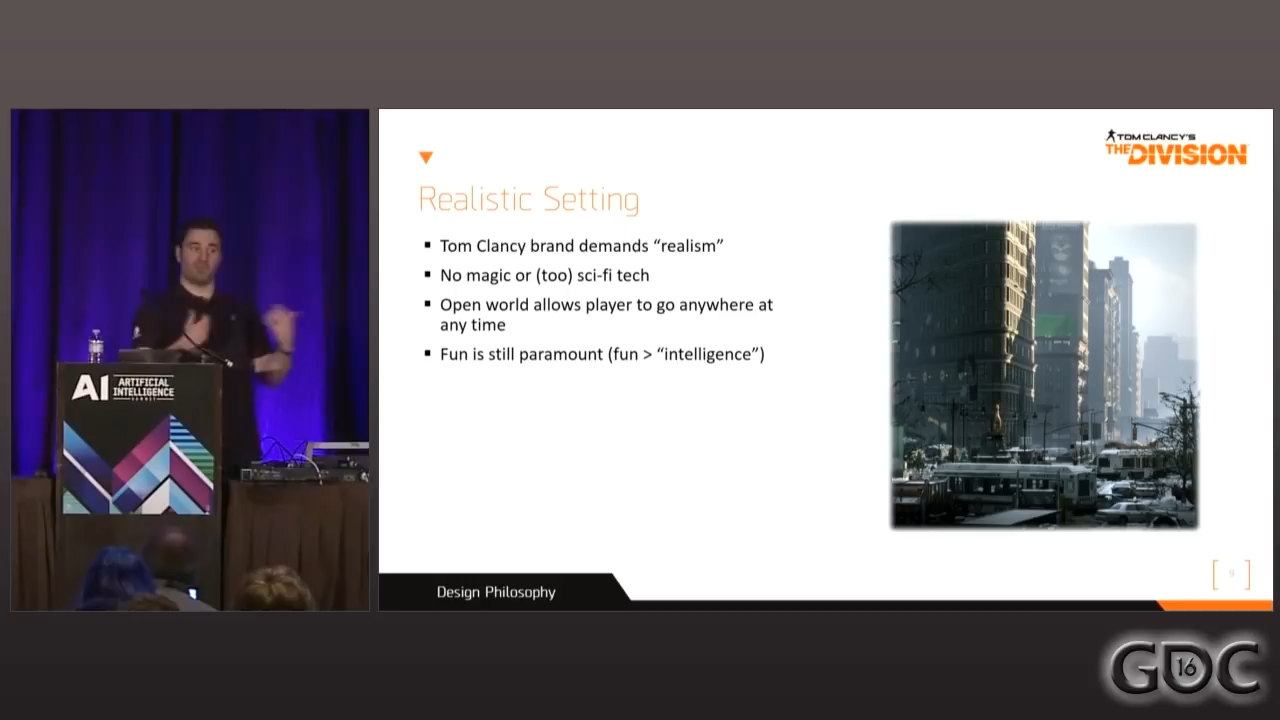 TOM CLANCY'S
THE DIVISION
Realistic Setting
▪ Tom Clancy brand demands “realism”
▪ No magic or (too) sci-fi tech
▪ Open world allows player to go anywhere at
any time
▪ Fun is still paramount (fun > “intelligence”)
AI ARTIFICIAL
INTELLIGENCE
SUMMIT
Design Philosophy
9
GDC
16